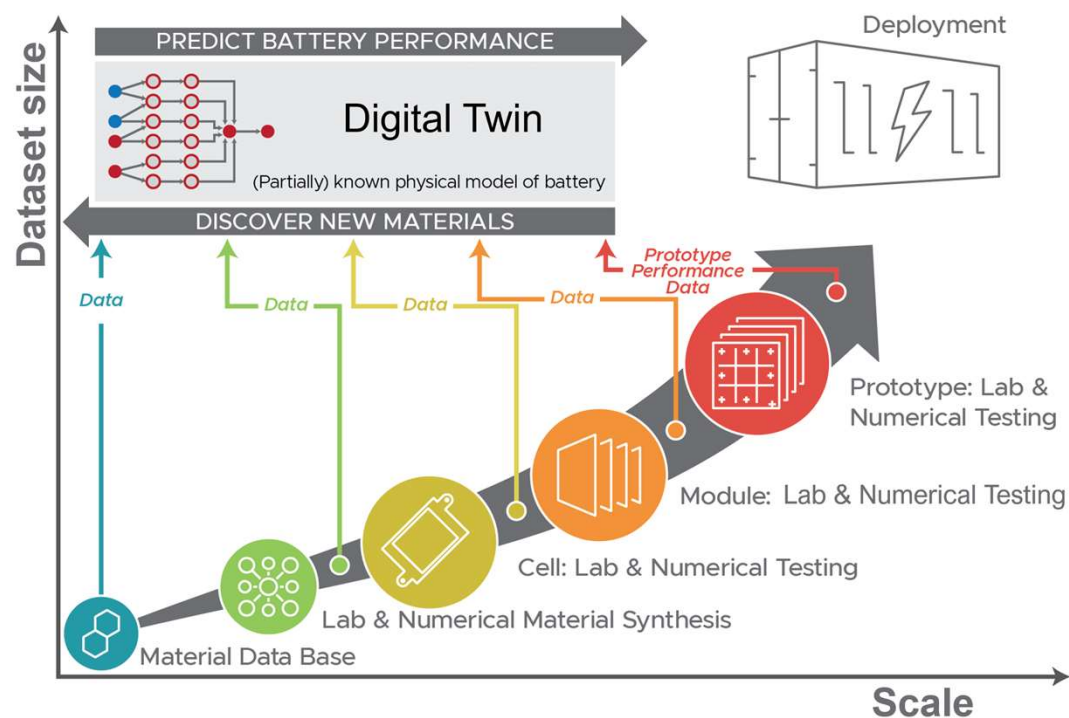 Dataset size
PREDICT BATTERY PERFORMANCE
Deployment
Digital Twin
(Partially) known physical model of battery
DISCOVER NEW MATERIALS
Data
Data
Data
Data
Prototype
Performance
Data
Prototype: Lab &
Numerical Testing
Module: Lab & Numerical Testing
Cell: Lab & Numerical Testing
Lab & Numerical Material Synthesis
Material Data Base
Scale